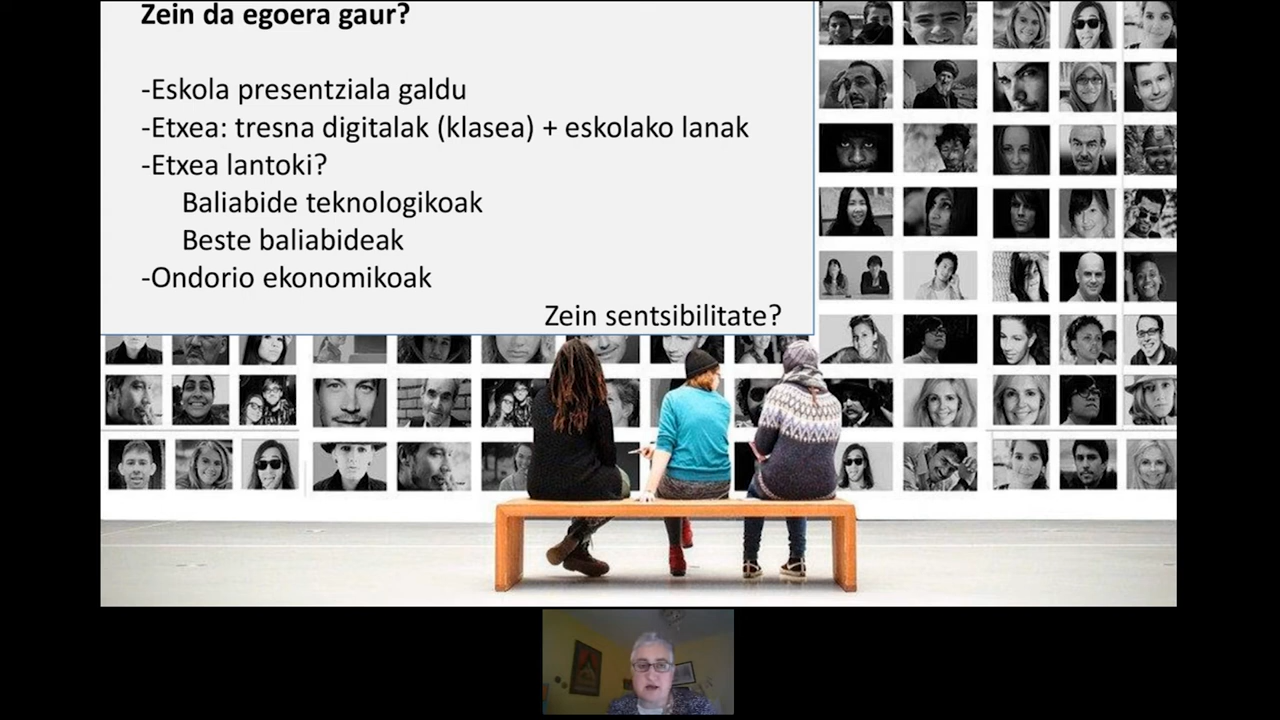 Zein da egoera gaur?
-Eskola presentziala galdu
-Etxea: tresna digitalak (klasea) + eskolako lanak
-Etxea lantoki?
Baliabide teknologikoak
Beste baliabideak
-Ondorio ekonomikoak
Zein sentsibilitate?